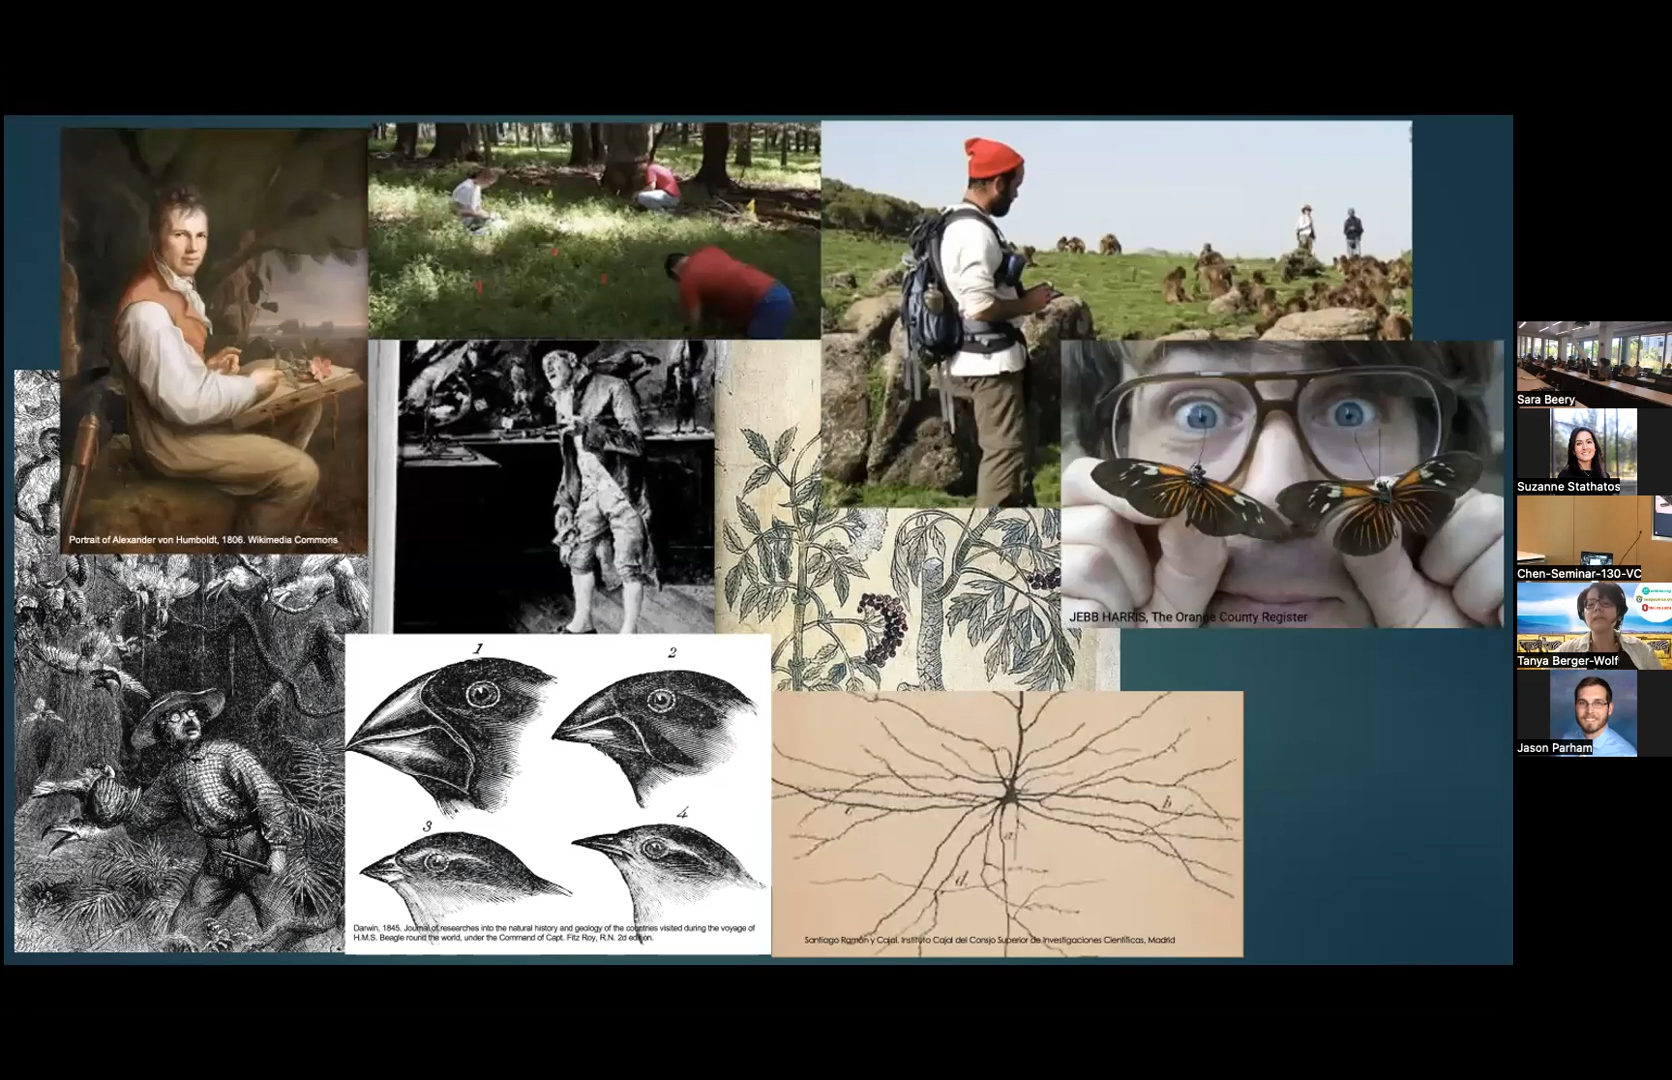 Portrait of Alexander von Humboldt, 1806. Wikimedia Commons
JEBB HARRIS, The Orange County Register
1
2
3
4
Darwin, 1845. Journal of researches into the natural history and geology of the countries visited during the voyage of
H.M.S. Beagle round the world, under the Command of Capt. Fitz Roy, R.N. 2d edition.
b
a
d.
Santiago Ramón y Cajal. Instituto Cajal del Consjo Superior de Investigaciones Científicas, Madrid
Sara Beery
Suzanne Stathatos
Chen-Seminar-130-VC
Tanya Berger-Wolf
Jason Parham